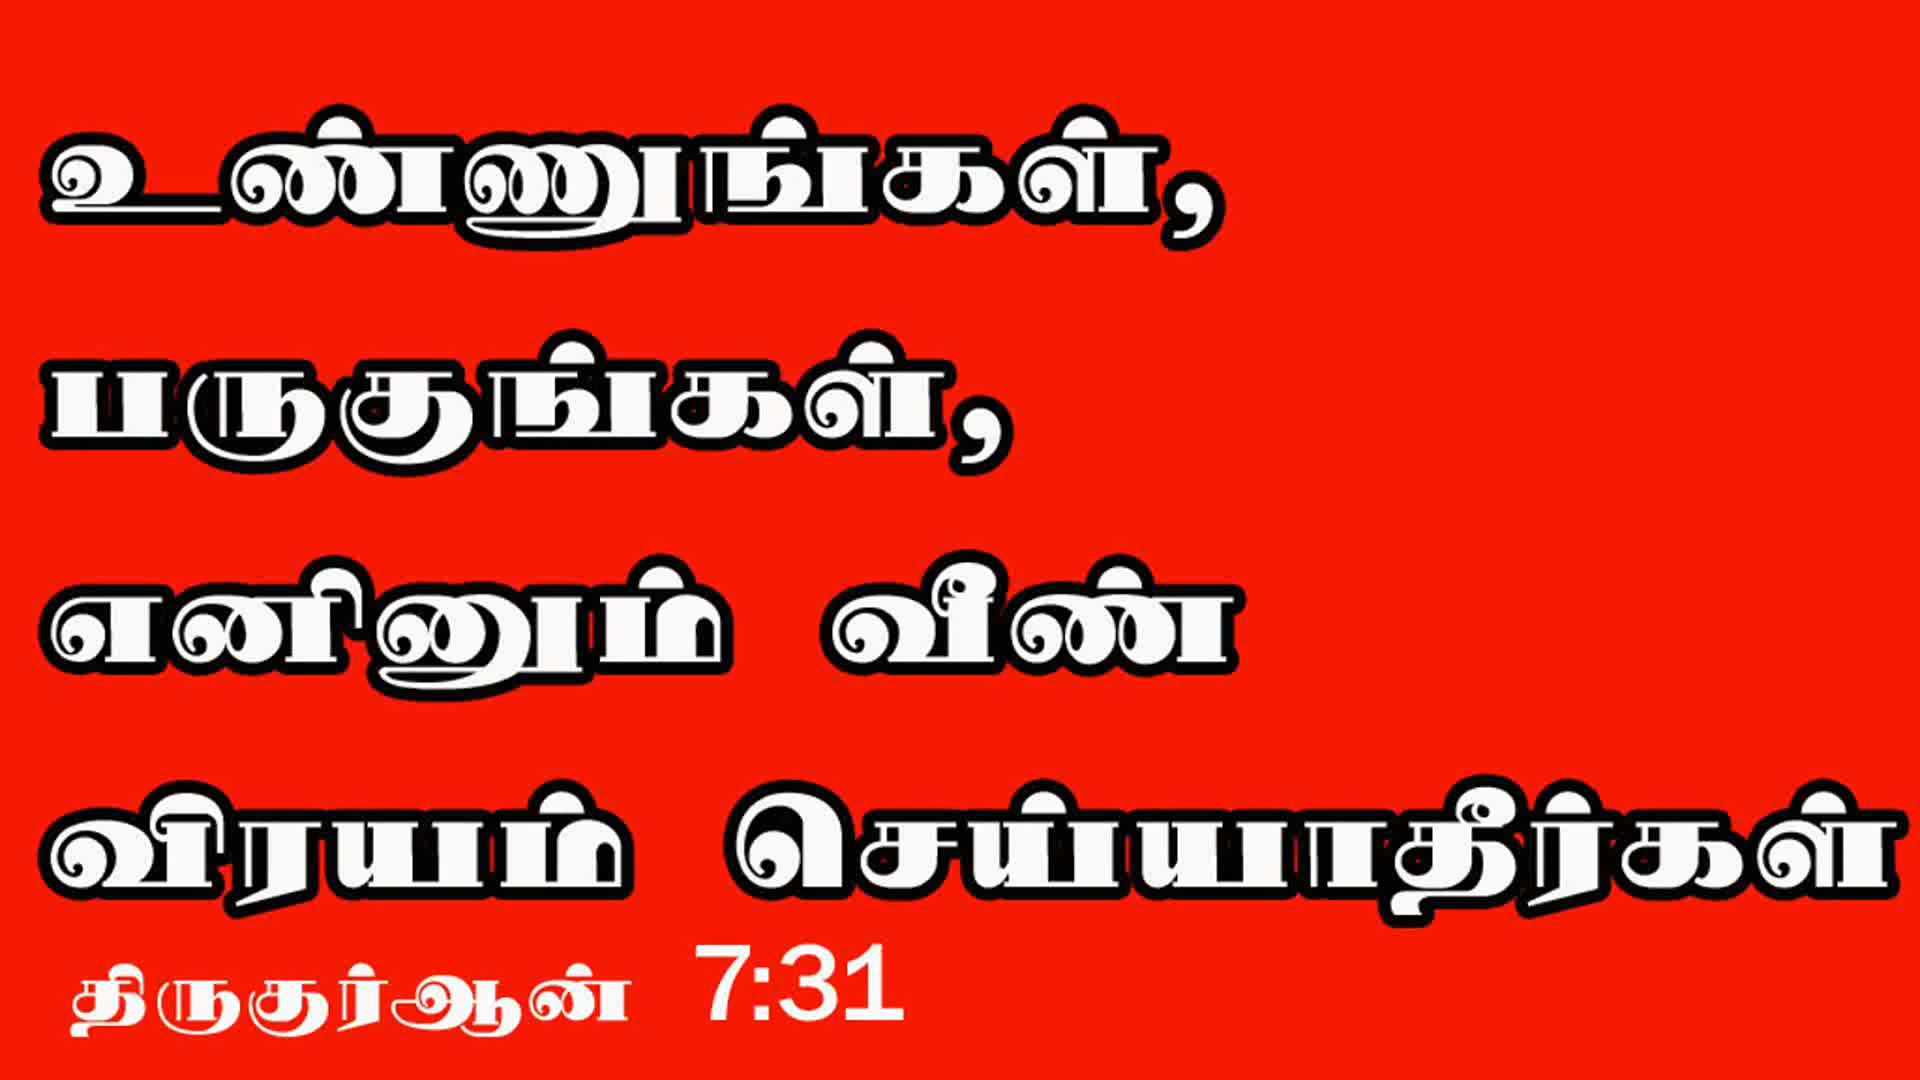 உண்ணுங்கள்,
பருகுங்கள்,
எனினும் வீண்
விரயம் செய்யாதீர்கள்
திருகுர்ஆன் 7:31